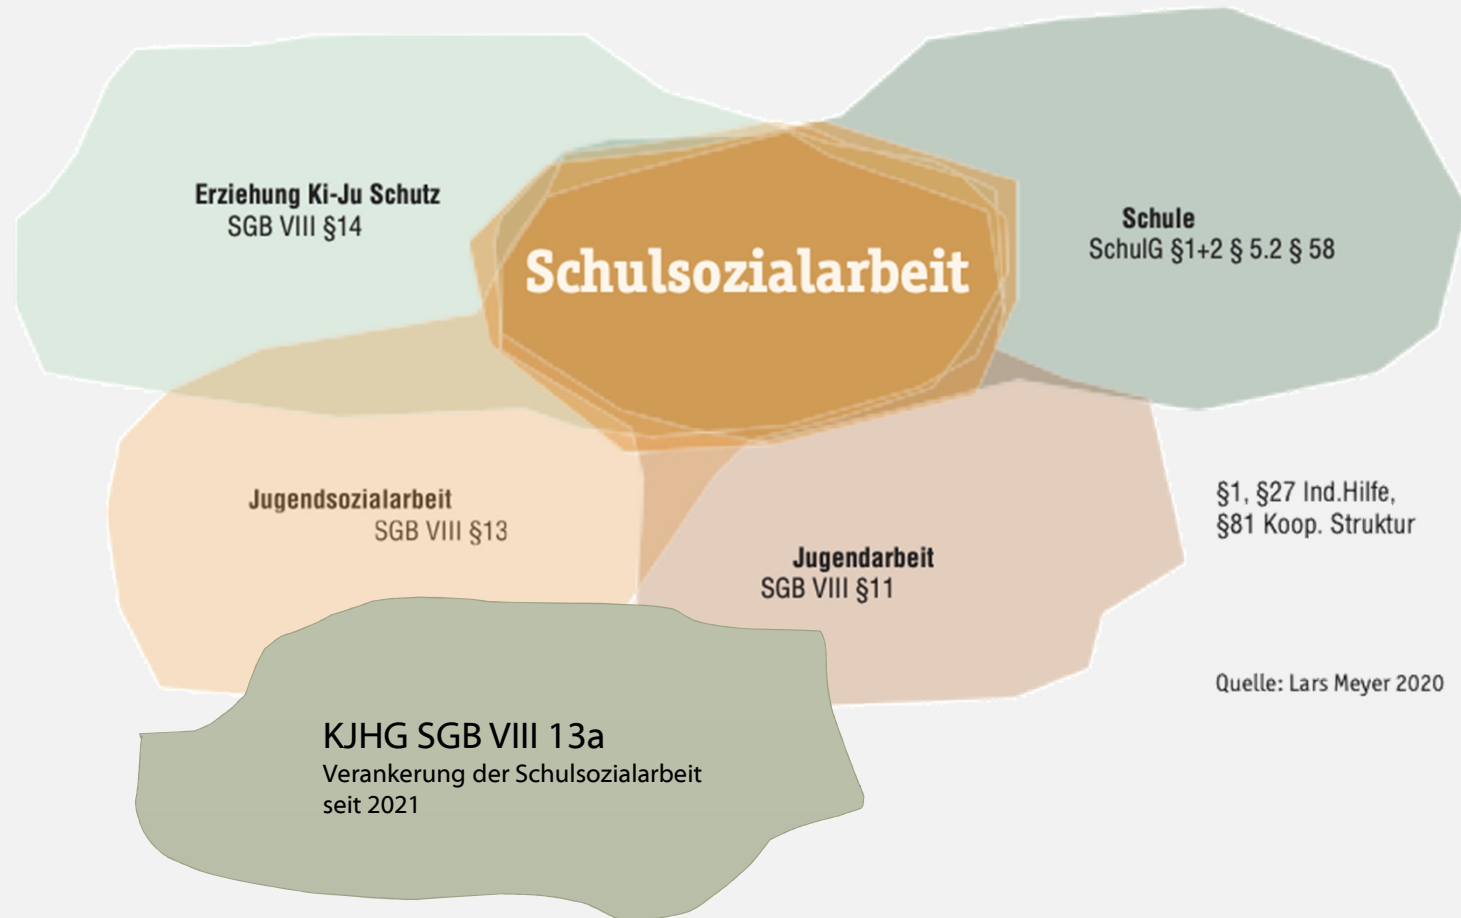 Erziehung Ki-Ju Schutz
SGB VIII §14
Schulsozialarbeit
Schule
SchulG §1+2 § 5.2 § 58
Jugendsozialarbeit
SGB VIII §13
Jugendarbeit
SGB VIII §11
§1, §27 Ind.Hilfe,
§81 Koop. Struktur
Quelle: Lars Meyer 2020
KJHG SGB VIII 13a
Verankerung der Schulsozialarbeit
seit 2021